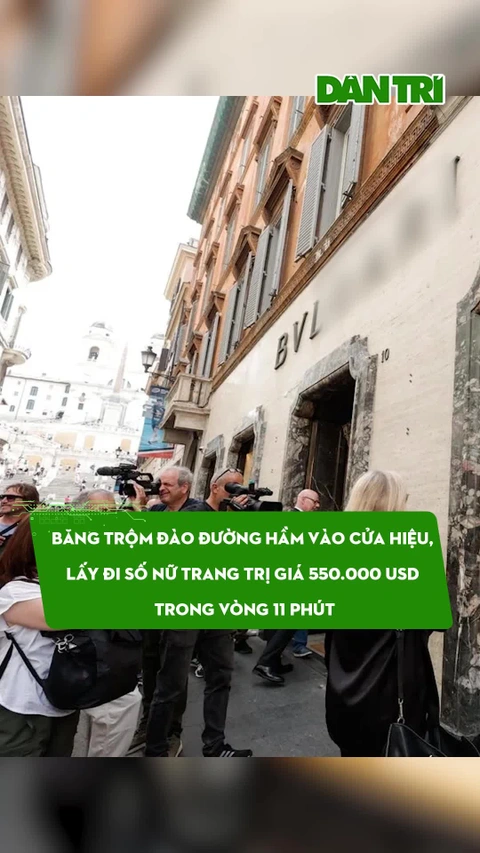 DÂN TRÍ
BVL
10
BĂNG TRỘM ĐÀO ĐƯỜNG HẦM VÀO CỬA HIỆU,
LẤY ĐI SỐ NỮ TRANG TRỊ GIÁ 550.000 USD
TRONG VÒNG 11 PHÚT